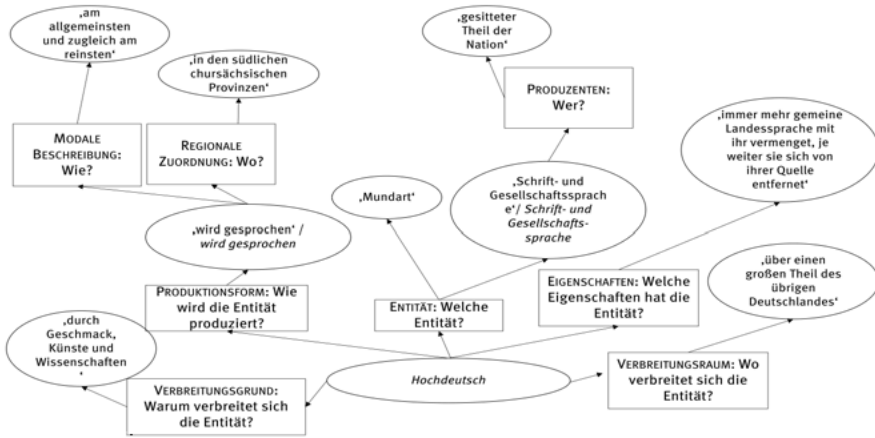 ‚am
allgemeinsten
und zugleich am
reinsten‘
‚in den südlichen
chursächsischen
Provinzen‘
‚gesitteter
Theil der
Nation‘
MODALE
BESCHREIBUNG:
Wie?
REGIONALE
ZUORDNUNG: Wo?
PRODUZENTEN:
Wer?
‚immer mehr gemeine
Landessprache mit
ihr vermenget, je
weiter sie sich von
ihrer Quelle
entfernet‘
‚Mundart‘
‚Schrift- und
Gesellschaftssprach
e‘/ Schrift- und
Gesellschafts-
sprache
‚wird gesprochen‘ /
wird gesprochen
PRODUKTIONSFORM: Wie
wird die Entität
produziert?
ENTITÄT: Welche
Entität?
EIGENSCHAFTEN: Welche
Eigenschaften hat die
Entität?
‚über einen
großen Theil des
übrigen
Deutschlandes‘
‚durch
Geschmack,
Künste und
Wissenschaften
‘
VERBREITUNGSGRUND:
Warum verbreitet sich
die Entität?
Hochdeutsch
VERBREITUNGSRAUM: Wo
verbreitet sich die
Entität?